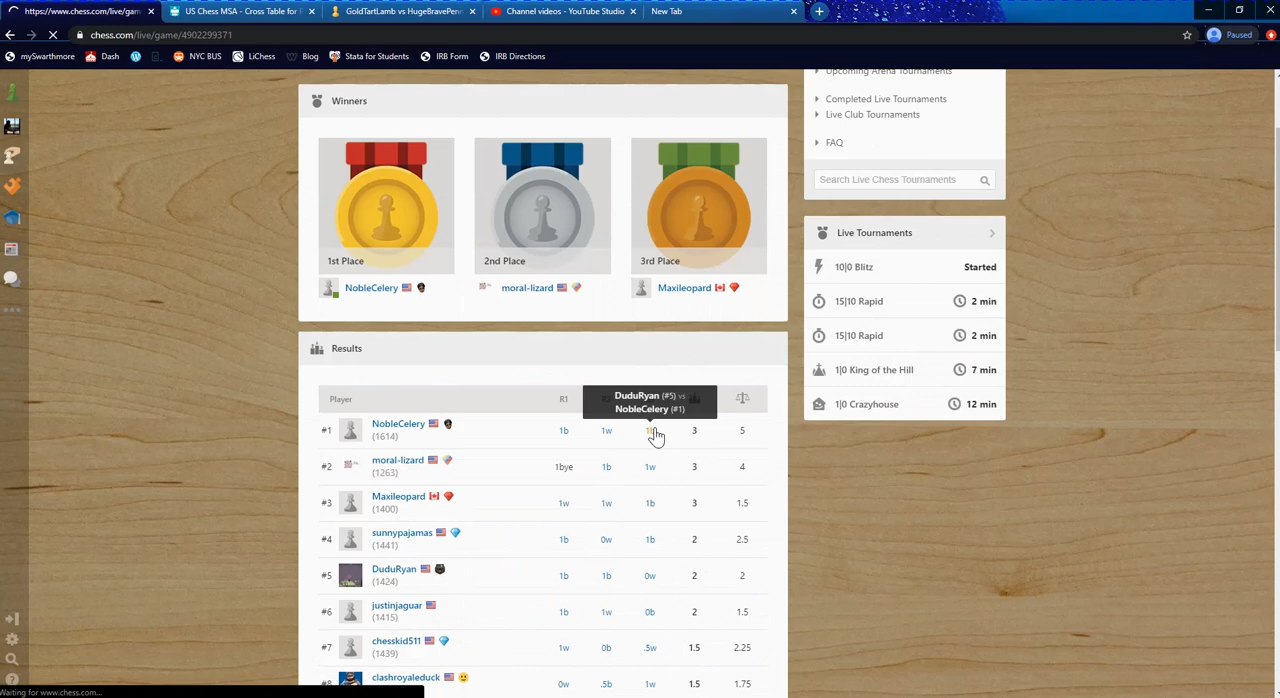 https://www.chess.com/live/gam
US Chess MSA - Cross Table for
GoldTartLamb vs HugeBravePen
Channel videos - YouTube Studio
New Tab
chess.com/live/game/4902299371
Paused
mySwarthmore
Dash
NYC BUS
LiChess
Blog
Stata for Students
IRB Form
IRB Directions
Winners
1st Place
2nd Place
3rd Place
NobleCelery
moral-lizard
Maxileopard
Upcoming Arena Tournaments
Completed Live Tournaments
Live Club Tournaments
FAQ
Search Live Chess Tournaments
Live Tournaments
10|0 Blitz Started
15|10 Rapid 2 min
15|10 Rapid 2 min
1|0 King of the Hill 7 min
1|0 Crazyhouse 12 min
Results
Player R1
DuduRyan (#5) vs
NobleCelery (#1)
#1 NobleCelery (1614) 1b 1w 3 5
#2 moral-lizard (1263) 1bye 1b 1w 3 4
#3 Maxileopard (1400) 1w 1w 1b 3 1.5
#4 sunnypajamas (1441) 1b 0w 1b 2 2.5
#5 DuduRyan (1424) 1b 1b 0w 2 2
#6 justinjaguar (1415) 1b 1w 0b 2 1.5
#7 chesskid511 (1439) 1w 0b .5w 1.5 2.25
#8 clashroyaleduck 0w .5b 1w 1.5 1.75
Waiting for www.chess.com...